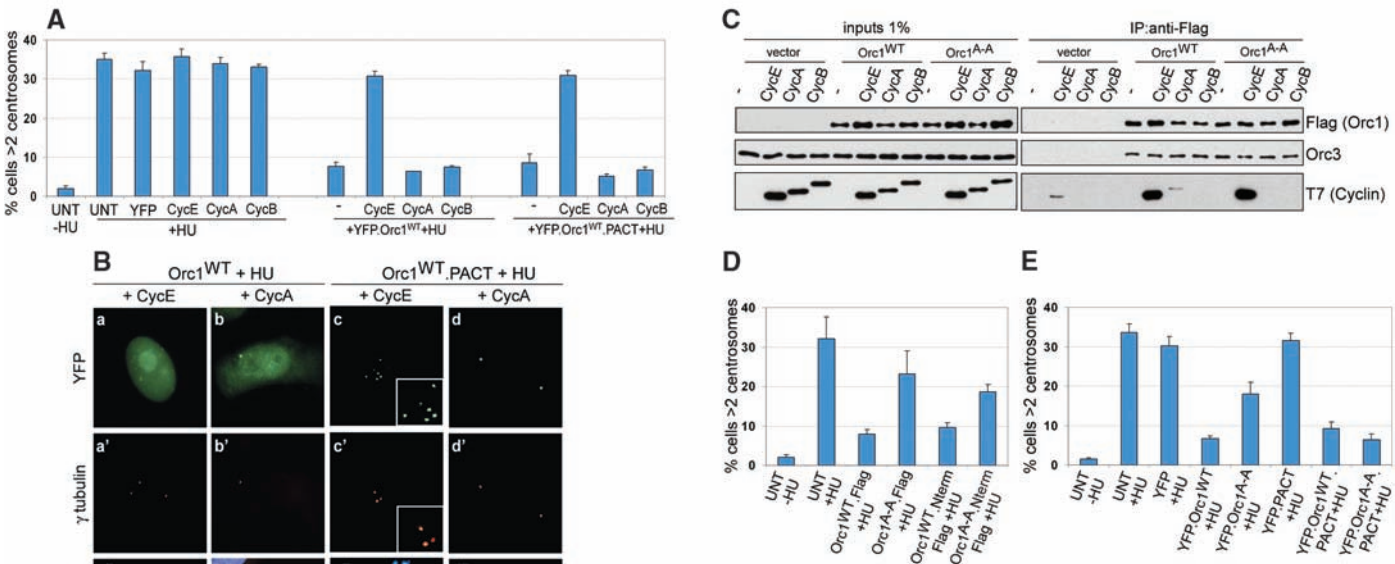 A
% cells >2 centrosomes
40
30
20
10
0
UNT -HU
UNT YFP CycE CycA CycB
+HU
- CycE CycA CycB
+YFP.Orc1WT+HU
- CycE CycA CycB
+YFP.Orc1WT.PACT+HU
B
Orc1WT + HU
Orc1WT.PACT + HU
+ CycE
+ CycA
+ CycE
+ CycA
YFP
a
b
c
d
γ tubulin
a'
b'
c'
d'
C
inputs 1%
IP:anti-Flag
vector
Orc1WT
Orc1A-A
vector
Orc1WT
Orc1A-A
- CycE CycA CycB - CycE CycA CycB - CycE CycA CycB
- CycE CycA CycB - CycE CycA CycB - CycE CycA CycB
Flag (Orc1)
Orc3
T7 (Cyclin)
D
% cells >2 centrosomes
40
30
20
10
0
UNT
-HU
UNT
+HU
Orc1WT.Flag
+HU
Orc1A-A.Flag
+HU
Orc1WT.Nterm
Flag +HU
Orc1A-A.Nterm
Flag +HU
E
% cells >2 centrosomes
40
30
20
10
0
UNT
-HU
UNT
+HU
YFP
+HU
YFP.Orc1WT
+HU
YFP.Orc1A-A
+HU
YFP.PACT
+HU
YFP.Orc1WT.
PACT+HU
YFP.Orc1A-A.
PACT+HU